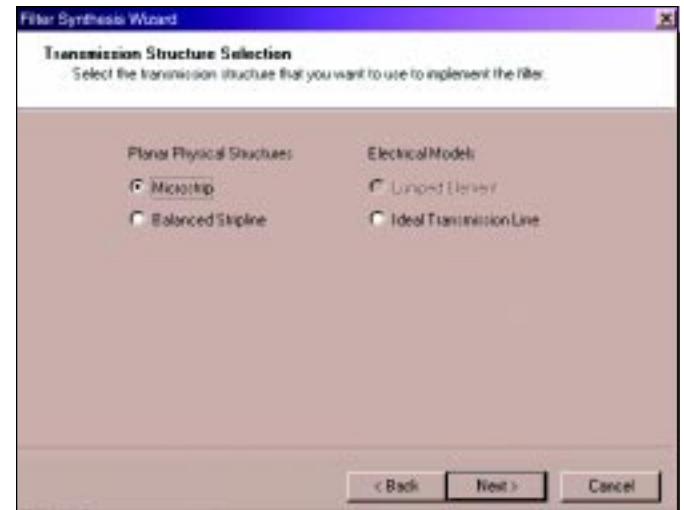 Filter Synthesis Wizard
Transmission Structure Selection
Select the transmission structure that you want to use to implement the filter.
Planar Physical Structures
Electrical Models
Microstrip
Lumped Element
Balanced Stripline
Ideal Transmission Line
< Back
Next >
Cancel